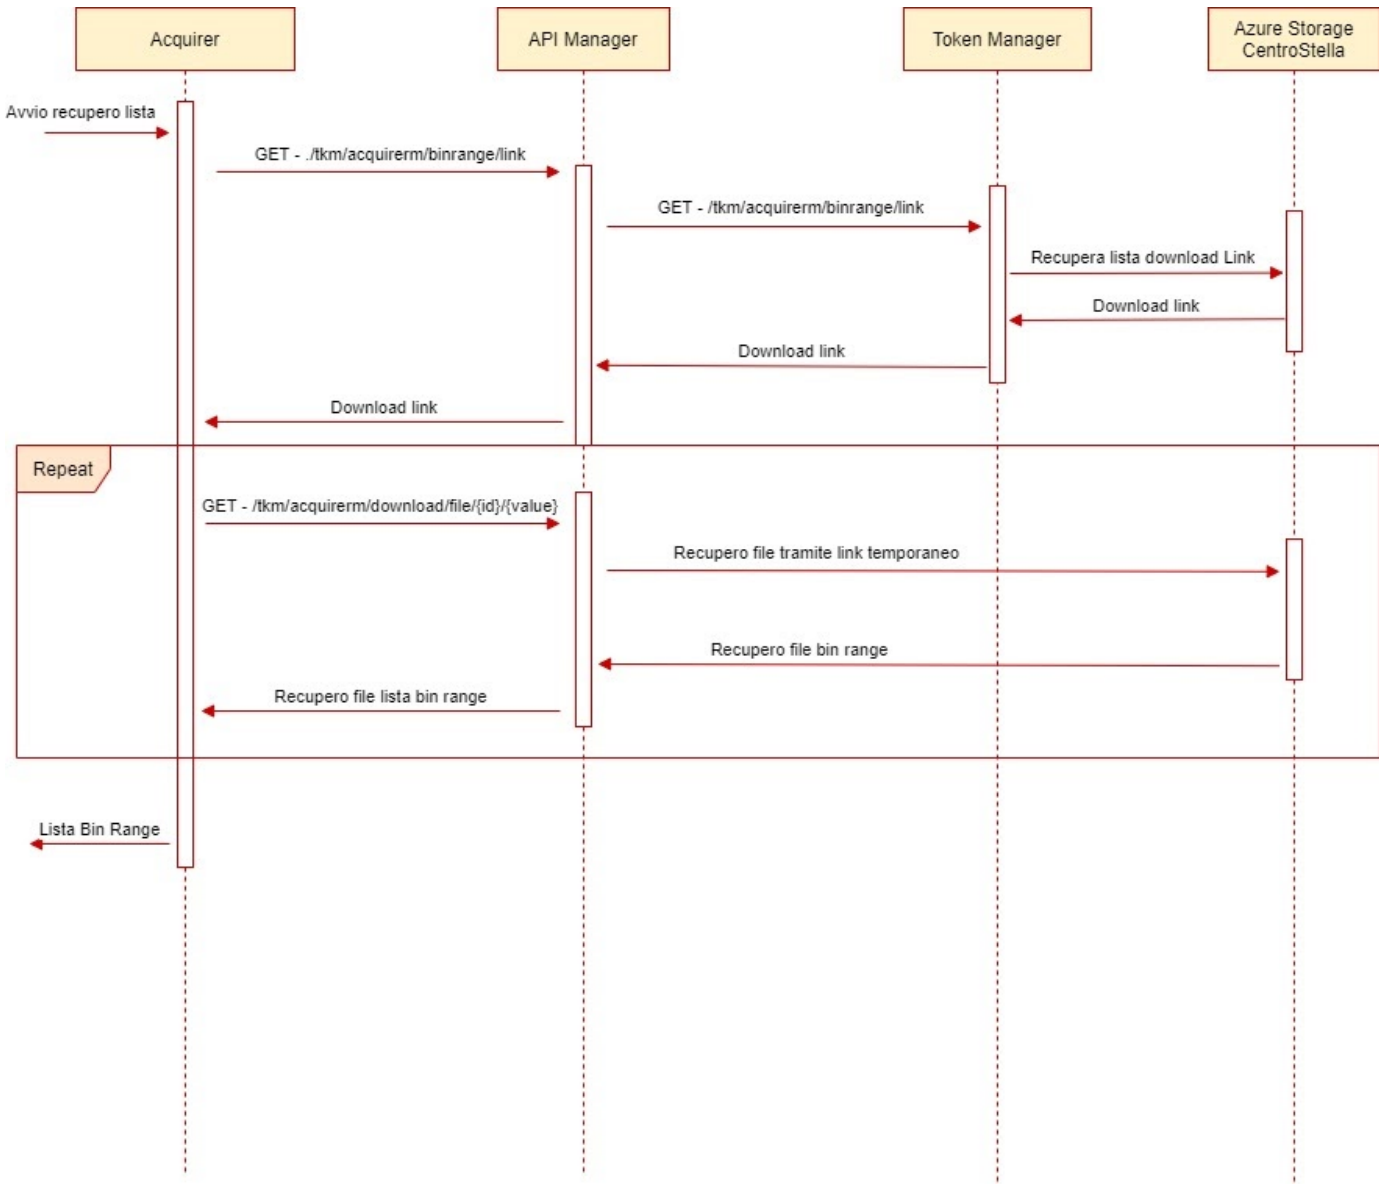 Acquirer
API Manager
Token Manager
Azure Storage
CentroStella
Avvio recupero lista
GET - ./tkm/acquirerm/binrange/link
GET - /tkm/acquirerm/binrange/link
Recupera lista download Link
Download link
Download link
Download link
Repeat
GET - /tkm/acquirerm/download/file/{id}/{value}
Recupero file tramite link temporaneo
Recupero file bin range
Recupero file lista bin range
Lista Bin Range